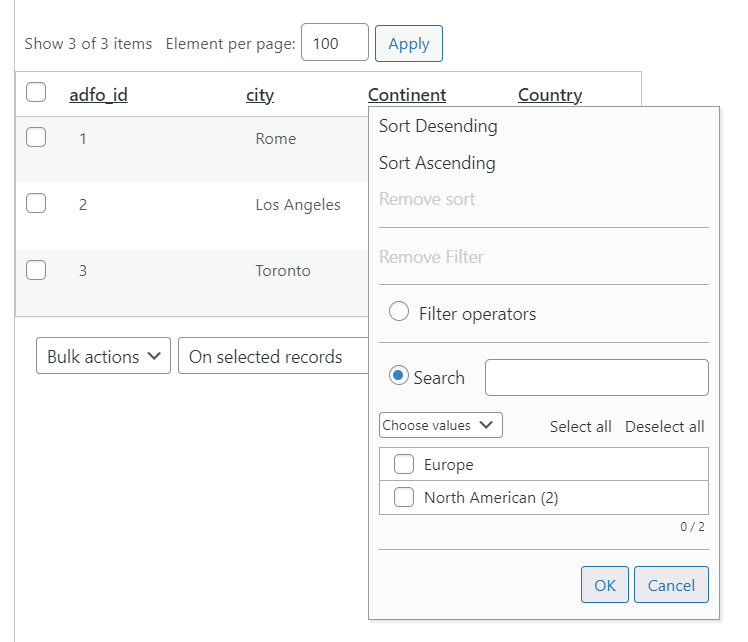 Show 3 of 3 items Element per page: 100 Apply
adfo_id city Continent Country
1 Rome
2 Los Angeles
3 Toronto
Bulk actions On selected records
Sort Desending
Sort Ascending
Remove sort
Remove Filter
Filter operators
Search
Choose values Select all Deselect all
Europe
North American (2)
0 / 2
OK Cancel